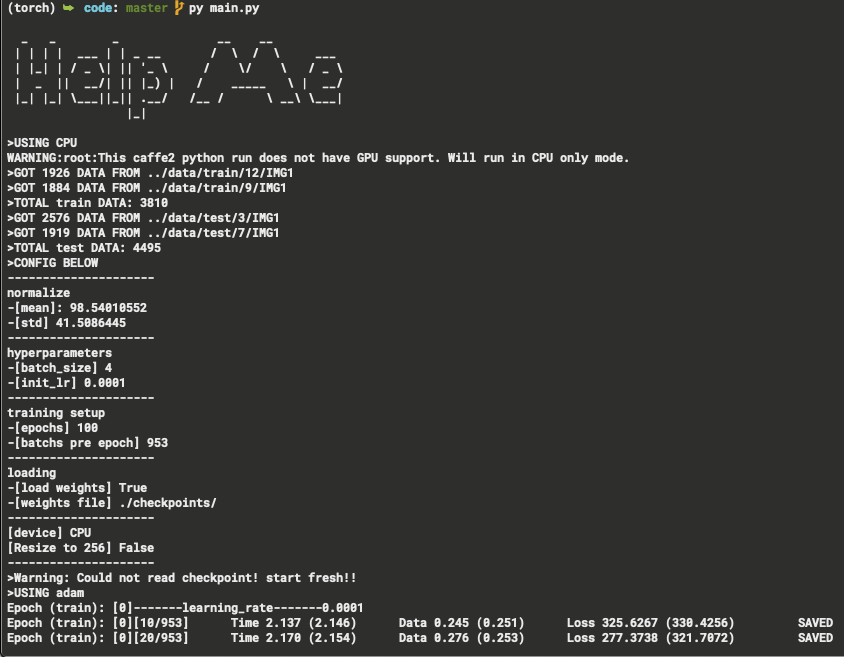 (torch) ➥ code: master py main.py
Help Me
>USING CPU
WARNING:root:This caffe2 python run does not have GPU support. Will run in CPU only mode.
>GOT 1926 DATA FROM ../data/train/12/IMG1
>GOT 1884 DATA FROM ../data/train/9/IMG1
>TOTAL train DATA: 3810
>GOT 2576 DATA FROM ../data/test/3/IMG1
>GOT 1919 DATA FROM ../data/test/7/IMG1
>TOTAL test DATA: 4495
>CONFIG BELOW
---------------------
normalize
-[mean]: 98.54010552
-[std] 41.5086445
---------------------
hyperparameters
-[batch_size] 4
-[init_lr] 0.0001
---------------------
training setup
-[epochs] 100
-[batchs pre epoch] 953
---------------------
loading
-[load weights] True
-[weights file] ./checkpoints/
---------------------
[device] CPU
[Resize to 256] False
---------------------
>Warning: Could not read checkpoint! start fresh!!
>USING adam
Epoch (train): [0]-------learning_rate-------0.0001
Epoch (train): [0][10/953] Time 2.137 (2.146) Data 0.245 (0.251) Loss 325.6267 (330.4256) SAVED
Epoch (train): [0][20/953] Time 2.170 (2.154) Data 0.276 (0.253) Loss 277.3738 (321.7072) SAVED